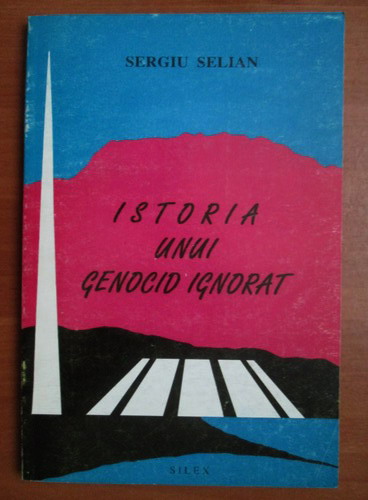 SERGIU SELIAN
ISTORIA
UNUI
GENOCID IGNORAT
SILEX